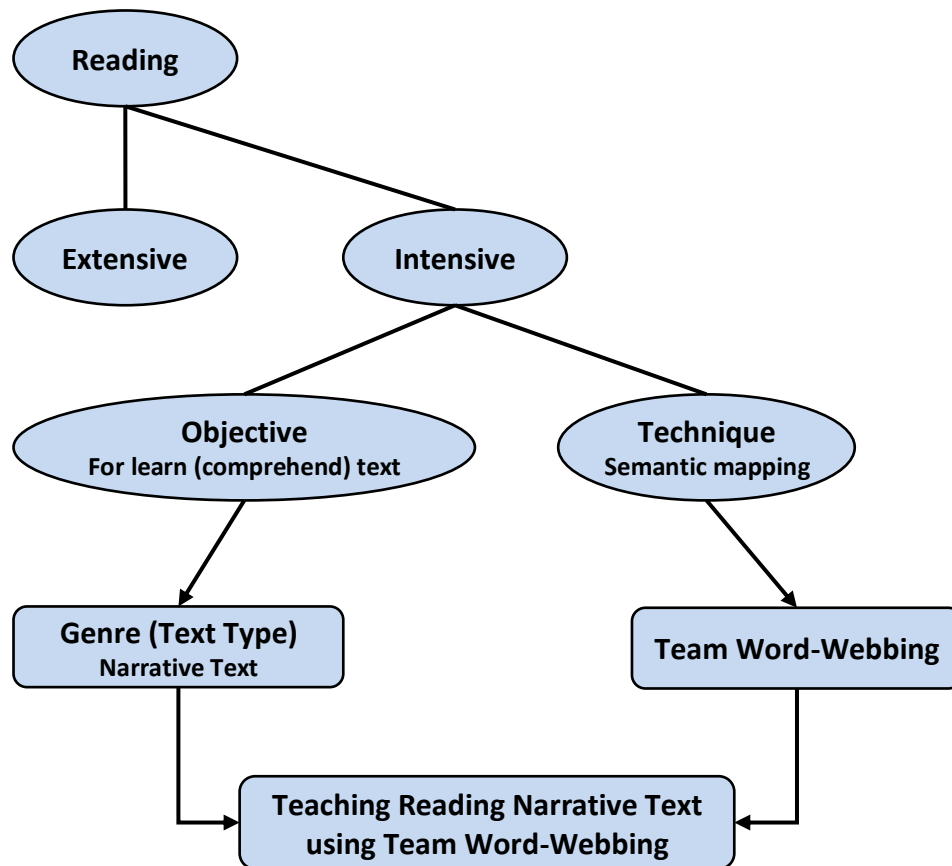 Reading
Extensive
Intensive
Objective
For learn (comprehend) text
Technique
Semantic mapping
Genre (Text Type)
Narrative Text
Team Word-Webbing
Teaching Reading Narrative Text
using Team Word-Webbing